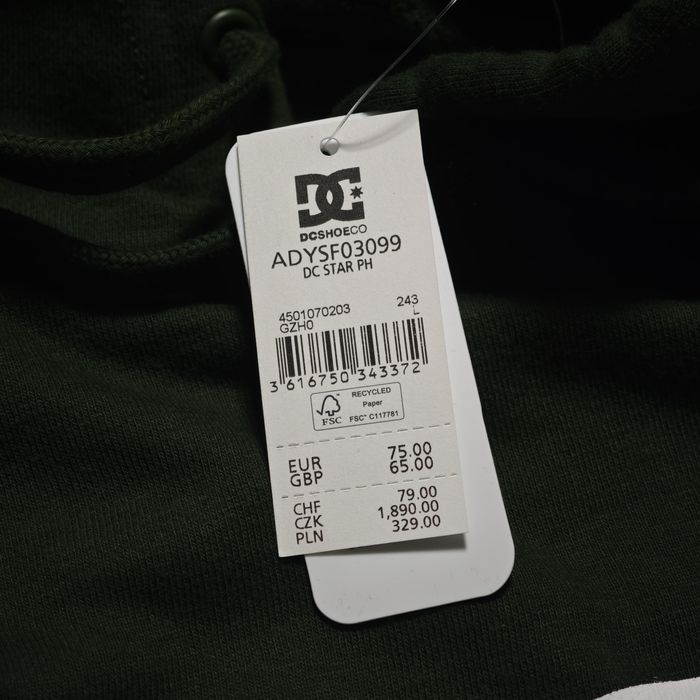 DC
DCSHOECO
ADYSF03099
DC STAR PH
4501070203 243
GZH0 L
3 616750 343372
RECYCLED
Paper
FSC FSC™ C117781
EUR 75.00
GBP 65.00
CHF 79.00
CZK 1,890.00
PLN 329.00